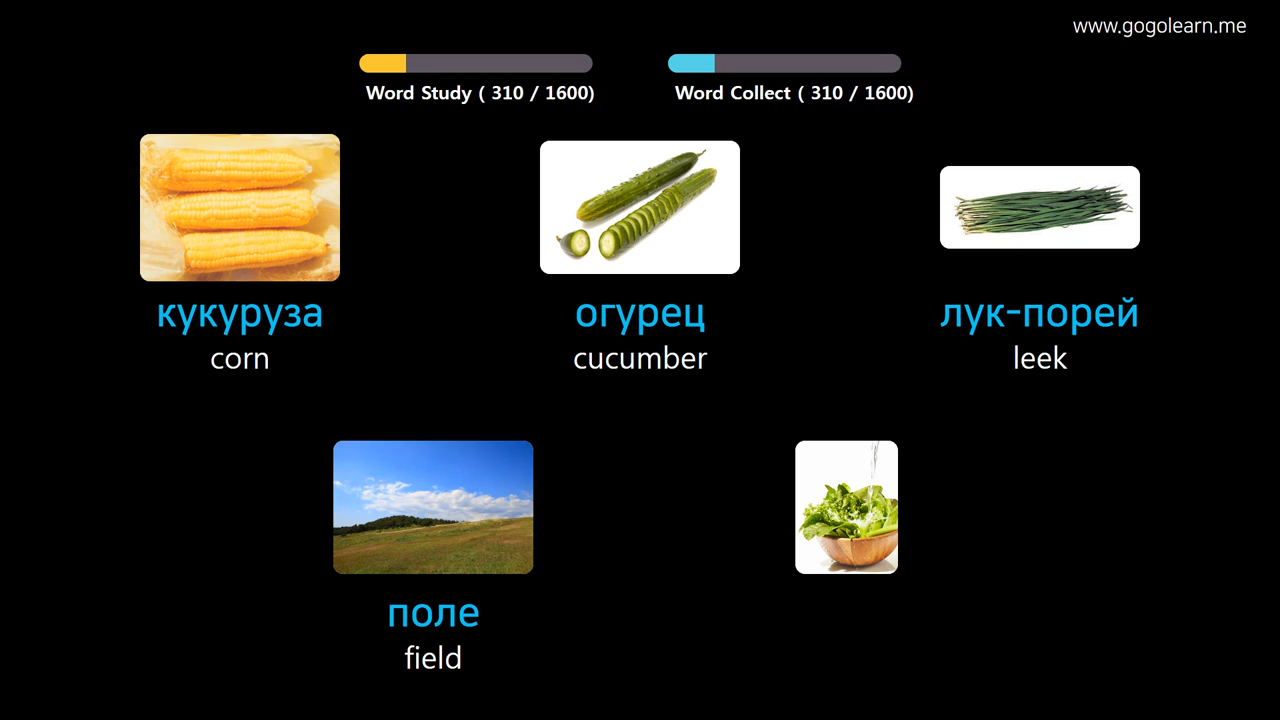 www.gogolearn.me
Word Study ( 310 / 1600)
Word Collect ( 310 / 1600)
кукуруза
corn
огурец
cucumber
лук-порей
leek
поле
field